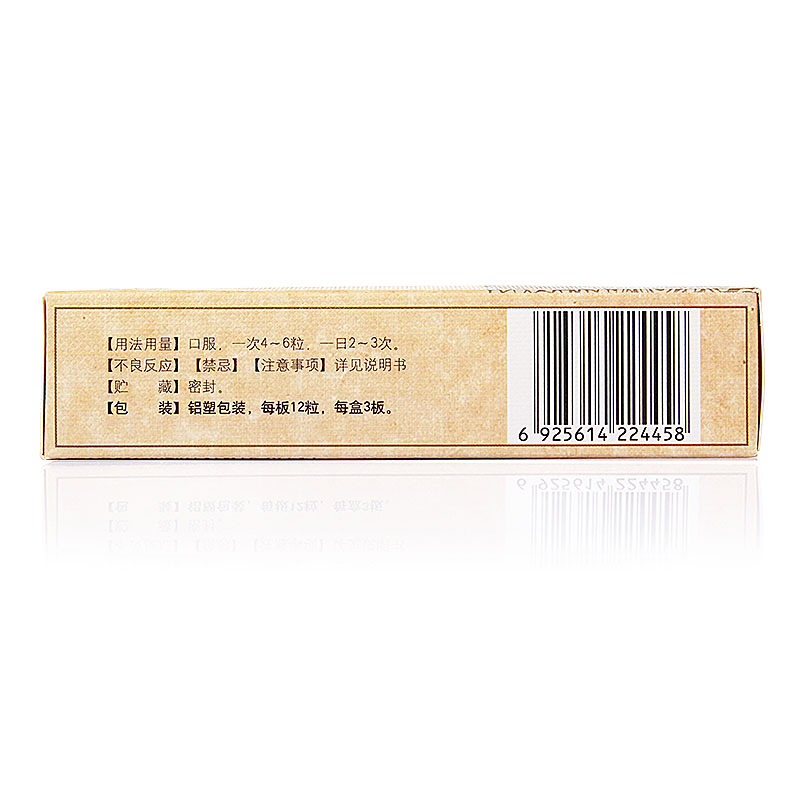 【用法用量】口服,一次4～6粒,一日2～3次。
【不良反应】【禁忌】【注意事项】详见说明书
【贮　　藏】密封。
【包　　装】铝塑包装，每板12粒，每盒3板。
6 925614 224458